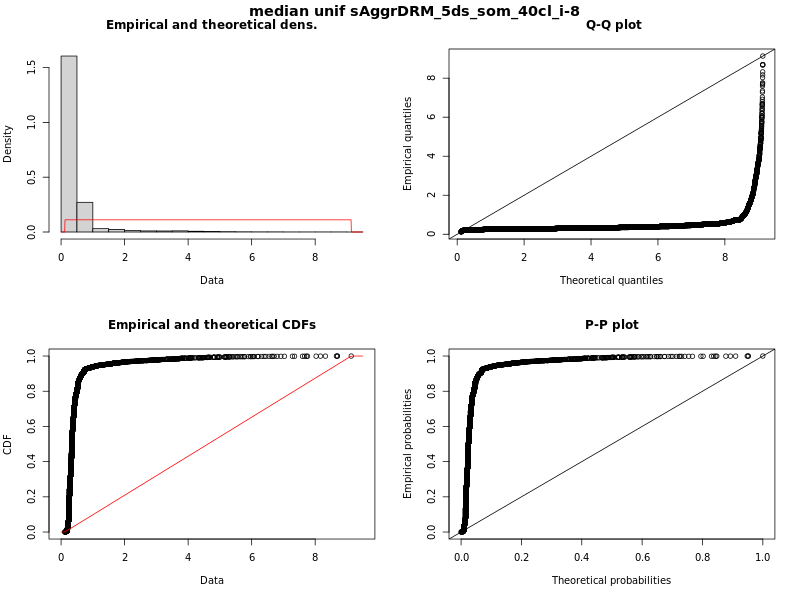 median unif sAggrDRM_5ds_som_40cl_i-8
Empirical and theoretical dens.
Density
0.0 0.5 1.0 1.5
0 2 4 6 8
Data
Q-Q plot
Empirical quantiles
0 2 4 6 8
0 2 4 6 8
Theoretical quantiles
Empirical and theoretical CDFs
CDF
0.0 0.2 0.4 0.6 0.8 1.0
0 2 4 6 8
Data
P-P plot
Empirical probabilities
0.0 0.2 0.4 0.6 0.8 1.0
0.0 0.2 0.4 0.6 0.8 1.0
Theoretical probabilities